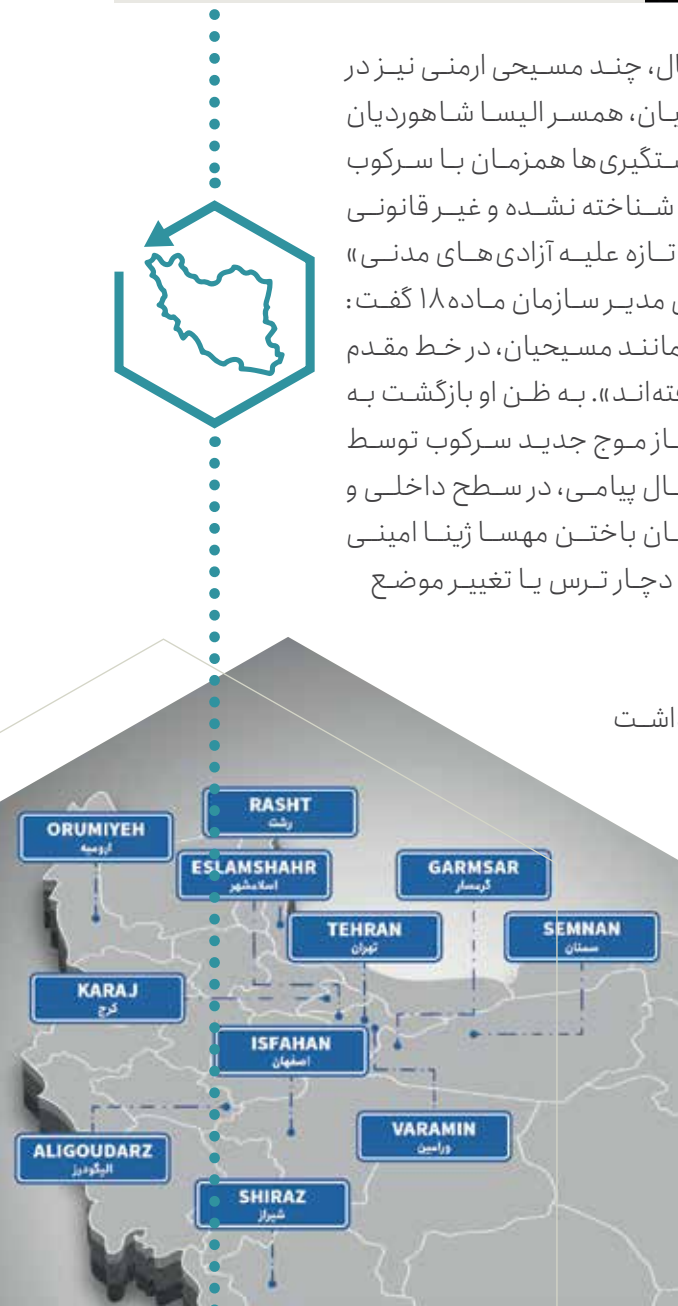 ال، چند مسیحی ارمنی نیز در
یان، همسر الیسا شاهوردیان
ستگیری‌ها همزمان با سرکوب
شناخته نشده و غیر قانونی
تازه علیه آزادی‌های مدنی»
ی مدیر سازمان ماده۱۸ گفت:
مانند مسیحیان، در خط مقدم
فته‌اند». به ظن او بازگشت به
از موج جدید سرکوب توسط
ال پیامی، در سطح داخلی و
ان باختن مهسا ژینا امینی
دچار ترس یا تغییر موضع
اشت
RASHT
رشت
ORUMIYEH
ارومیه
ESLAMSHAHR
اسلامشهر
GARMSAR
گرمسار
TEHRAN
تهران
SEMNAN
سمنان
KARAJ
کرج
ISFAHAN
اصفهان
VARAMIN
ورامین
ALIGOUDARZ
الیگودرز
SHIRAZ
شیراز